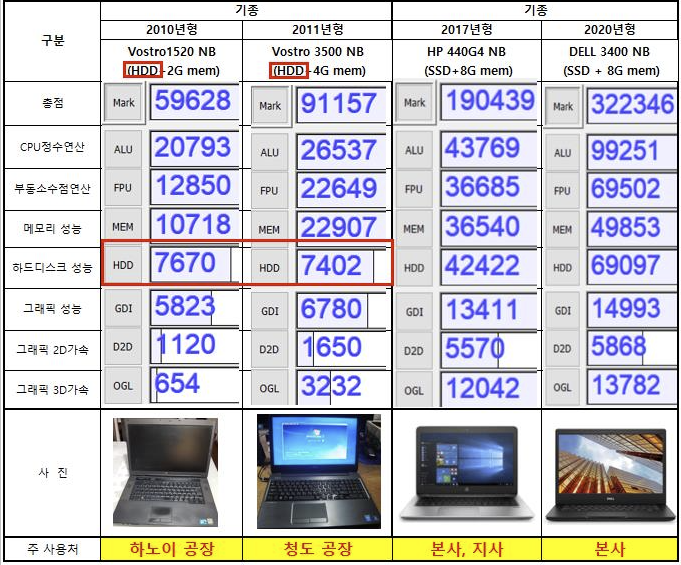 구분
기종
기종
2010년형
2011년형
2017년형
2020년형
Vostro1520 NB
(HDD+2G mem)
Vostro 3500 NB
(HDD+4G mem)
HP 440G4 NB
(SSD+8G mem)
DELL 3400 NB
(SSD + 8G mem)
총점
Mark 59628
Mark 91157
Mark 190439
Mark 322346
CPU정수연산
ALU 20793
ALU 26537
ALU 43769
ALU 99251
부동소수점연산
FPU 12850
FPU 22649
FPU 36685
FPU 69502
메모리 성능
MEM 10718
MEM 22907
MEM 36540
MEM 49853
하드디스크 성능
HDD 7670
HDD 7402
HDD 42422
HDD 69097
그래픽 성능
GDI 5823
GDI 6780
GDI 13411
GDI 14993
그래픽 2D가속
D2D 1120
D2D 1650
D2D 5570
D2D 5868
그래픽 3D가속
OGL 654
OGL 3232
OGL 12042
OGL 13782
사 진
주 사용처
하노이 공장
청도 공장
본사, 지사
본사